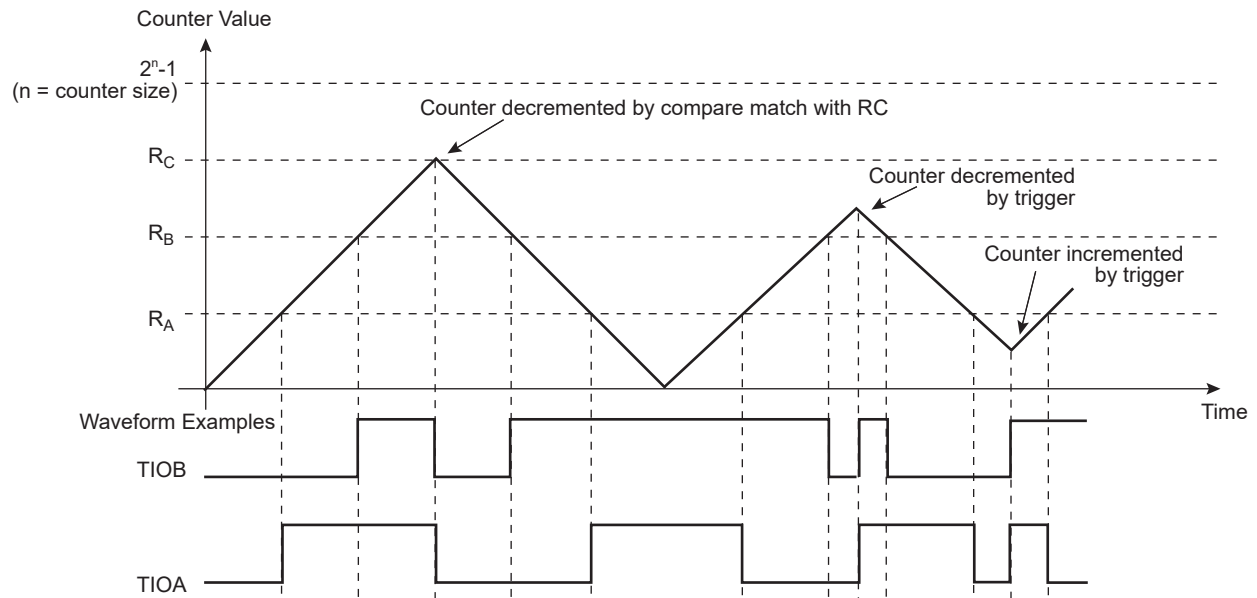 Counter Value
2ⁿ-1
(n = counter size)
Counter decremented by compare match with RC
R_C
Counter decremented
by trigger
R_B
Counter incremented
by trigger
R_A
Time
Waveform Examples
TIOB
TIOA